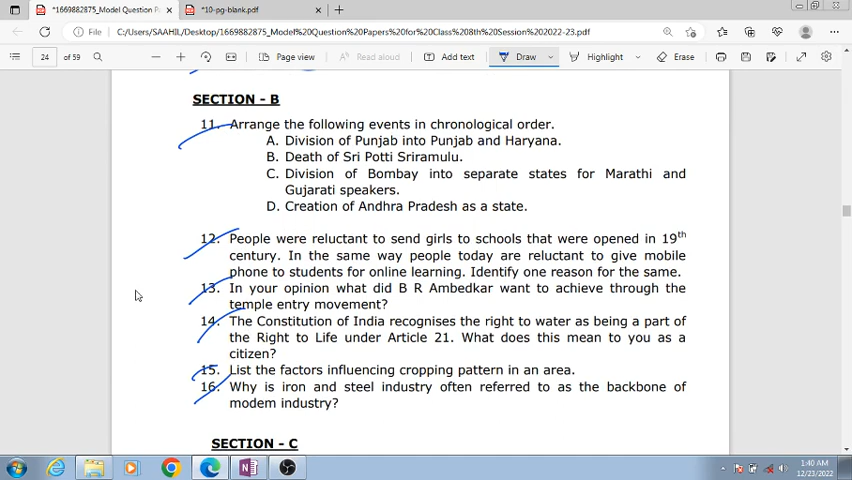 *1669882875_Model Question P
*10-pg-blank.pdf
File
C:/Users/SAAHIL/Desktop/1669882875_Model%20Question%20Papers%20for%20Class%208th%20Session%202022-23.pdf
24 of 59
Page view
Read aloud
Add text
Draw
Highlight
Erase
SECTION - B
11. Arrange the following events in chronological order.
A. Division of Punjab into Punjab and Haryana.
B. Death of Sri Potti Sriramulu.
C. Division of Bombay into separate states for Marathi and
Gujarati speakers.
D. Creation of Andhra Pradesh as a state.
12. People were reluctant to send girls to schools that were opened in 19th
century. In the same way people today are reluctant to give mobile
phone to students for online learning. Identify one reason for the same.
13. In your opinion what did B R Ambedkar want to achieve through the
temple entry movement?
14. The Constitution of India recognises the right to water as being a part of
the Right to Life under Article 21. What does this mean to you as a
citizen?
15. List the factors influencing cropping pattern in an area.
16. Why is iron and steel industry often referred to as the backbone of
modem industry?
SECTION - C
1:40 AM
12/23/2022